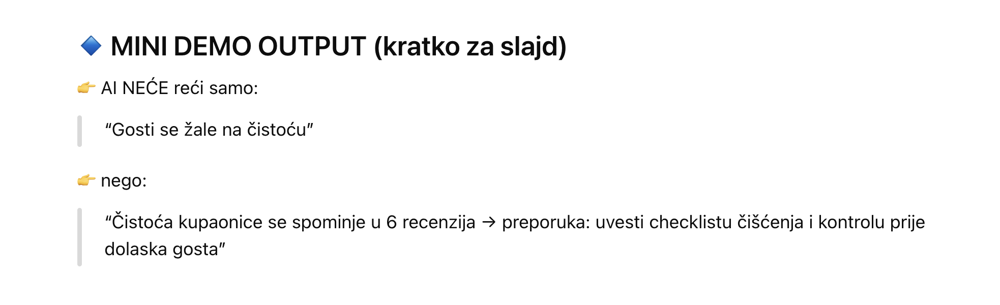 🔷 MINI DEMO OUTPUT (kratko za slajd)
👉 AI NEĆE reći samo:
“Gosti se žale na čistoću”
👉 nego:
“Čistoća kupaonice se spominje u 6 recenzija → preporuka: uvesti checklistu čišćenja i kontrolu prije
dolaska gosta”